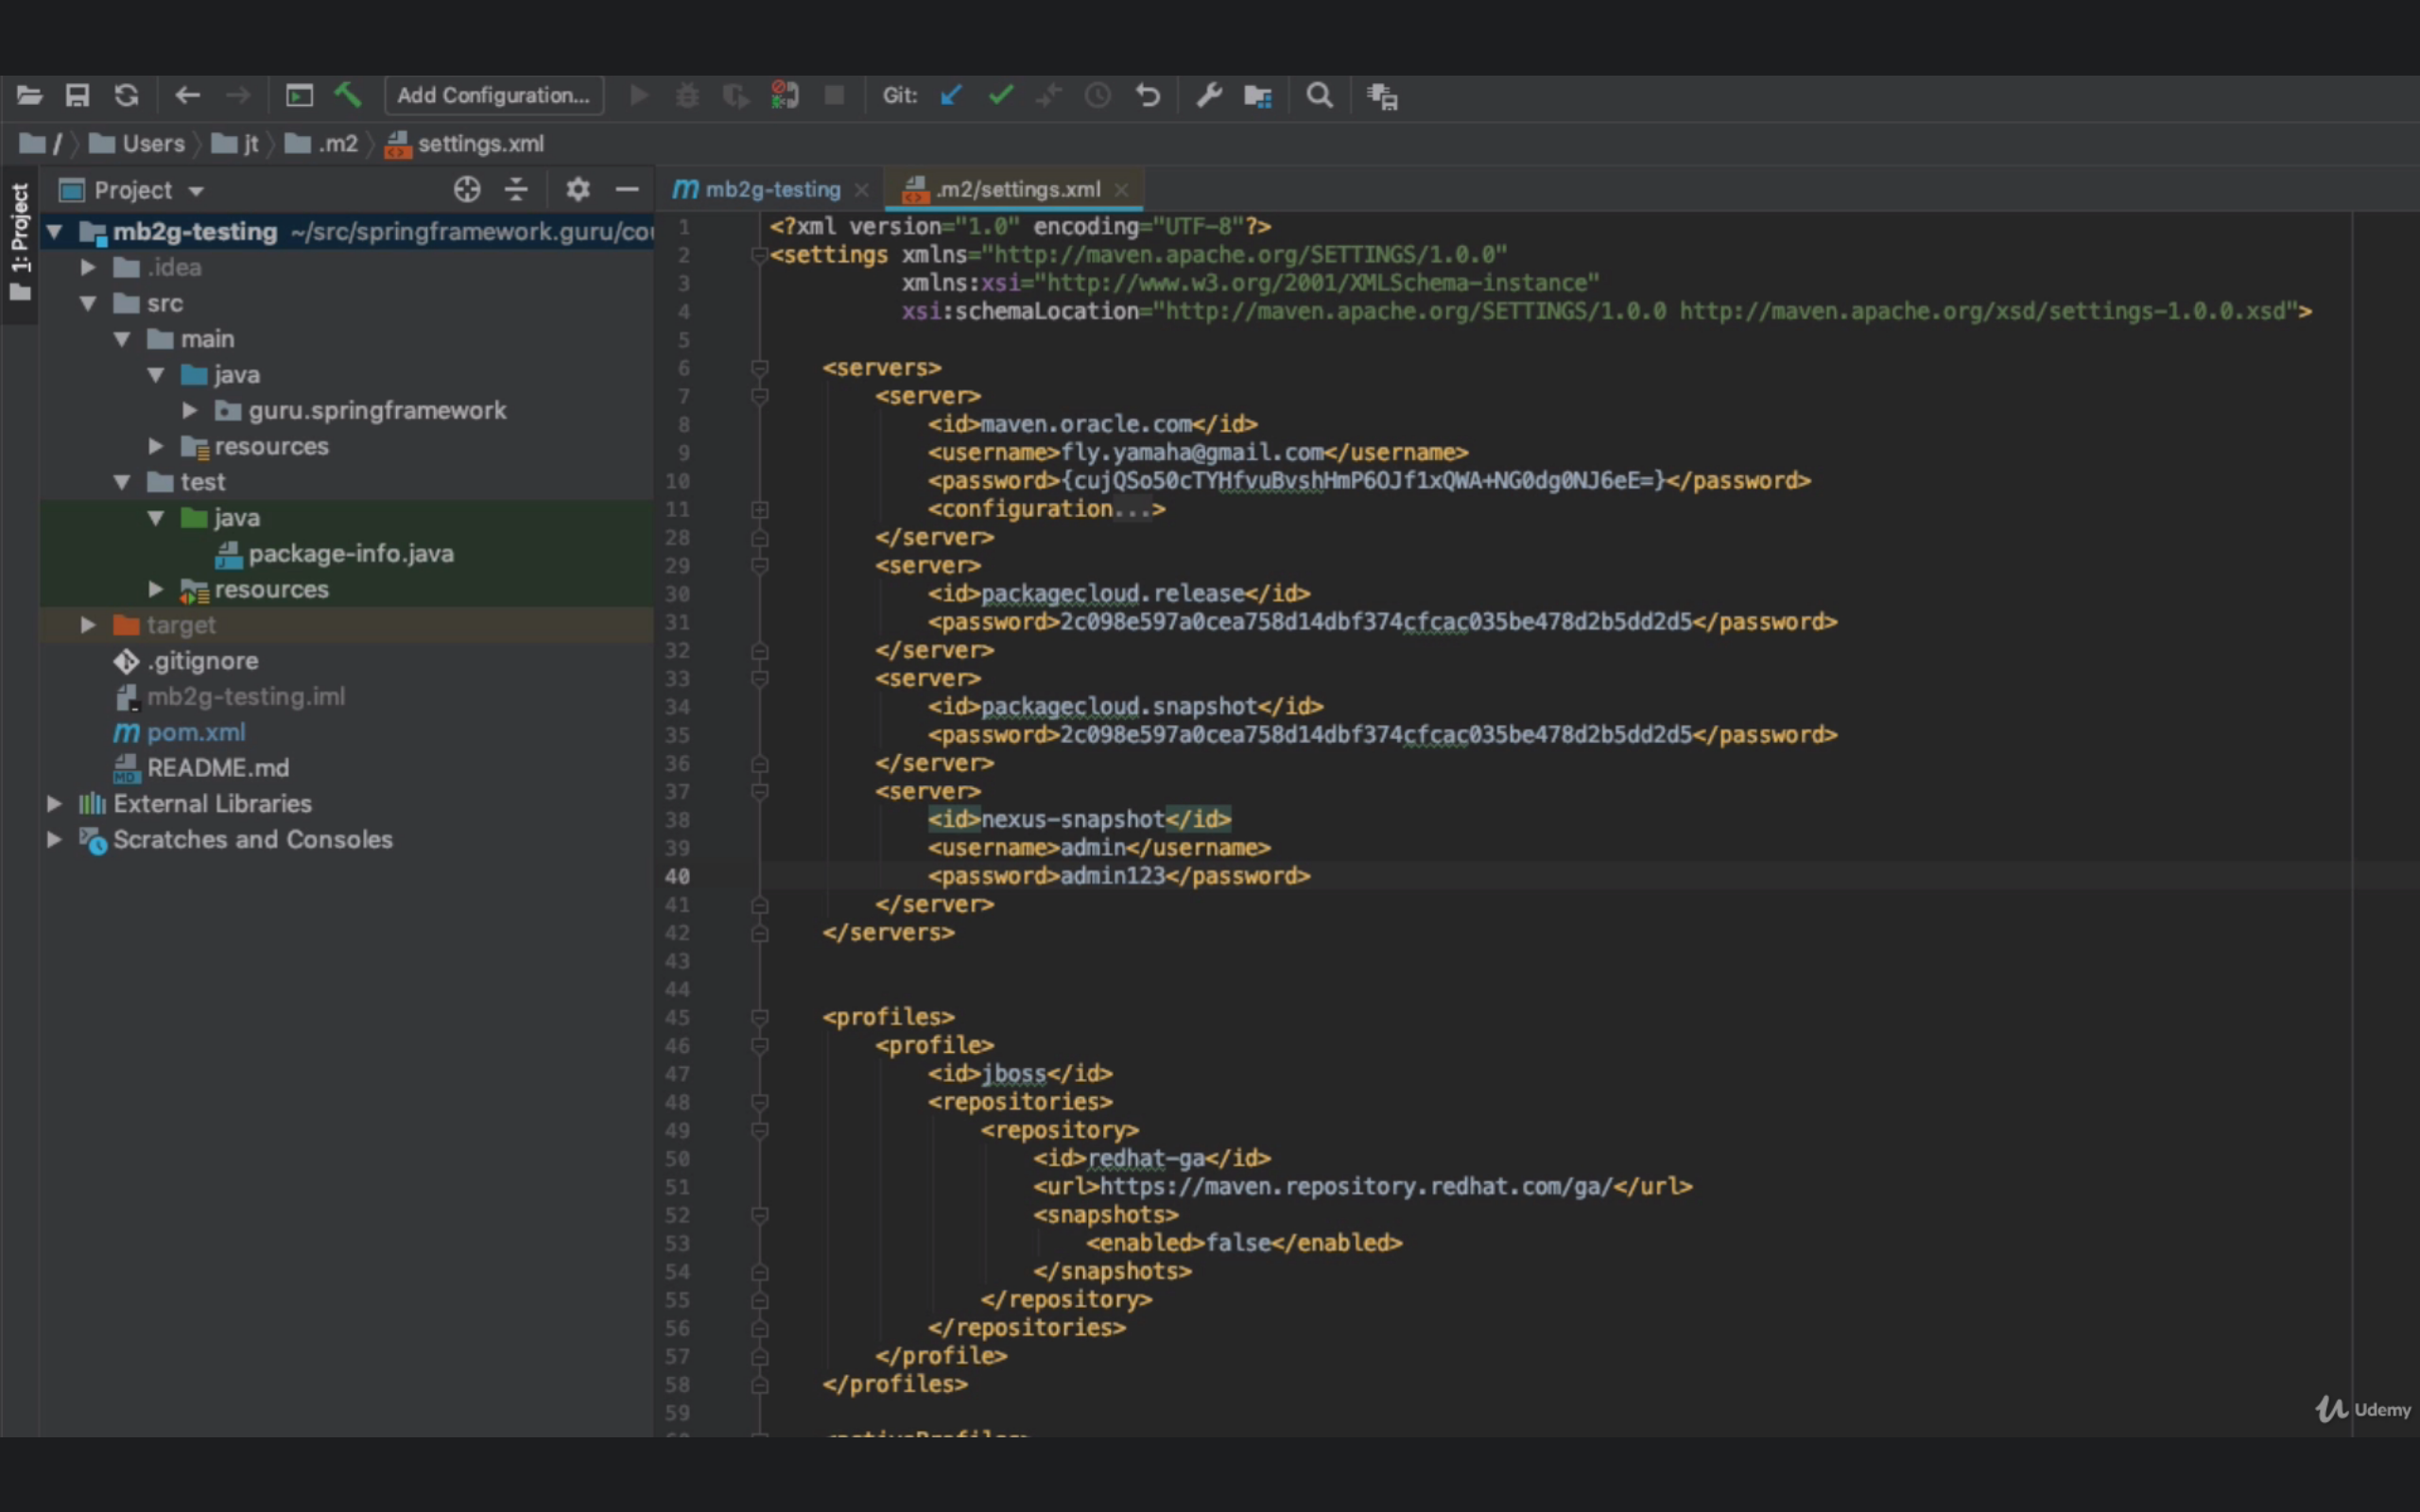 Add Configuration...
Git:
/
Users
jt
.m2
settings.xml
1: Project
Project
mb2g-testing ~/src/springframework.guru/co
.idea
src
main
java
guru.springframework
resources
test
java
package-info.java
resources
target
.gitignore
mb2g-testing.iml
pom.xml
README.md
External Libraries
Scratches and Consoles
mb2g-testing
.m2/settings.xml
1 <?xml version="1.0" encoding="UTF-8"?>
2 <settings xmlns="http://maven.apache.org/SETTINGS/1.0.0"
3 xmlns:xsi="http://www.w3.org/2001/XMLSchema-instance"
4 xsi:schemaLocation="http://maven.apache.org/SETTINGS/1.0.0 http://maven.apache.org/xsd/settings-1.0.0.xsd">
5
6 <servers>
7 <server>
8 <id>maven.oracle.com</id>
9 <username>fly.yamaha@gmail.com</username>
10 <password>{cujQSo50cTYHfvuBvshHmP6OJf1xQWA+NG0dg0NJ6eE=}</password>
11 <configuration...>
28 </server>
29 <server>
30 <id>packagecloud.release</id>
31 <password>2c098e597a0cea758d14dbf374cfcac035be478d2b5dd2d5</password>
32 </server>
33 <server>
34 <id>packagecloud.snapshot</id>
35 <password>2c098e597a0cea758d14dbf374cfcac035be478d2b5dd2d5</password>
36 </server>
37 <server>
38 <id>nexus-snapshot</id>
39 <username>admin</username>
40 <password>admin123</password>
41 </server>
42 </servers>
43
44
45 <profiles>
46 <profile>
47 <id>jboss</id>
48 <repositories>
49 <repository>
50 <id>redhat-ga</id>
51 <url>https://maven.repository.redhat.com/ga/</url>
52 <snapshots>
53 <enabled>false</enabled>
54 </snapshots>
55 </repository>
56 </repositories>
57 </profile>
58 </profiles>
59
Udemy